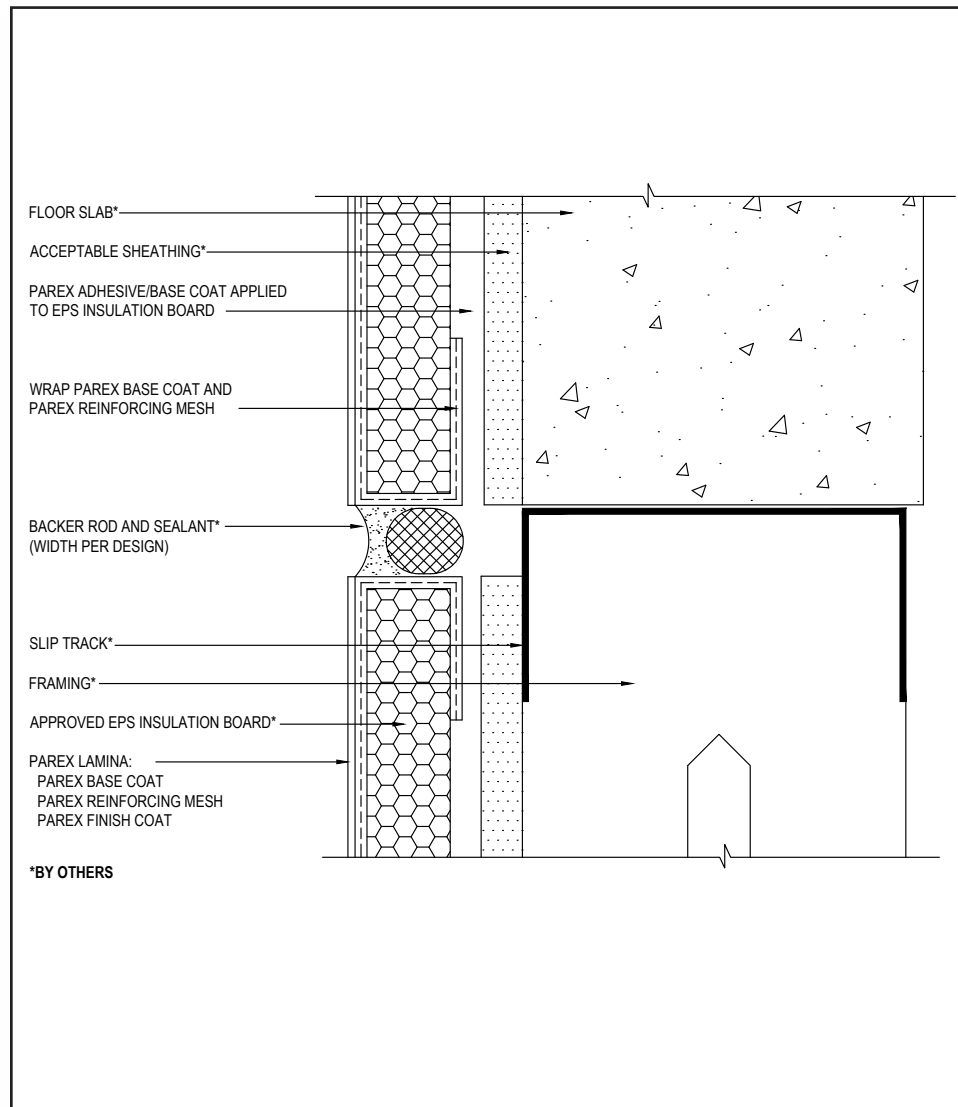 FLOOR SLAB*
ACCEPTABLE SHEATHING*
PAREX ADHESIVE/BASE COAT APPLIED
TO EPS INSULATION BOARD
WRAP PAREX BASE COAT AND
PAREX REINFORCING MESH
BACKER ROD AND SEALANT*
(WIDTH PER DESIGN)
SLIP TRACK*
FRAMING*
APPROVED EPS INSULATION BOARD*
PAREX LAMINA:
PAREX BASE COAT
PAREX REINFORCING MESH
PAREX FINISH COAT
*BY OTHERS